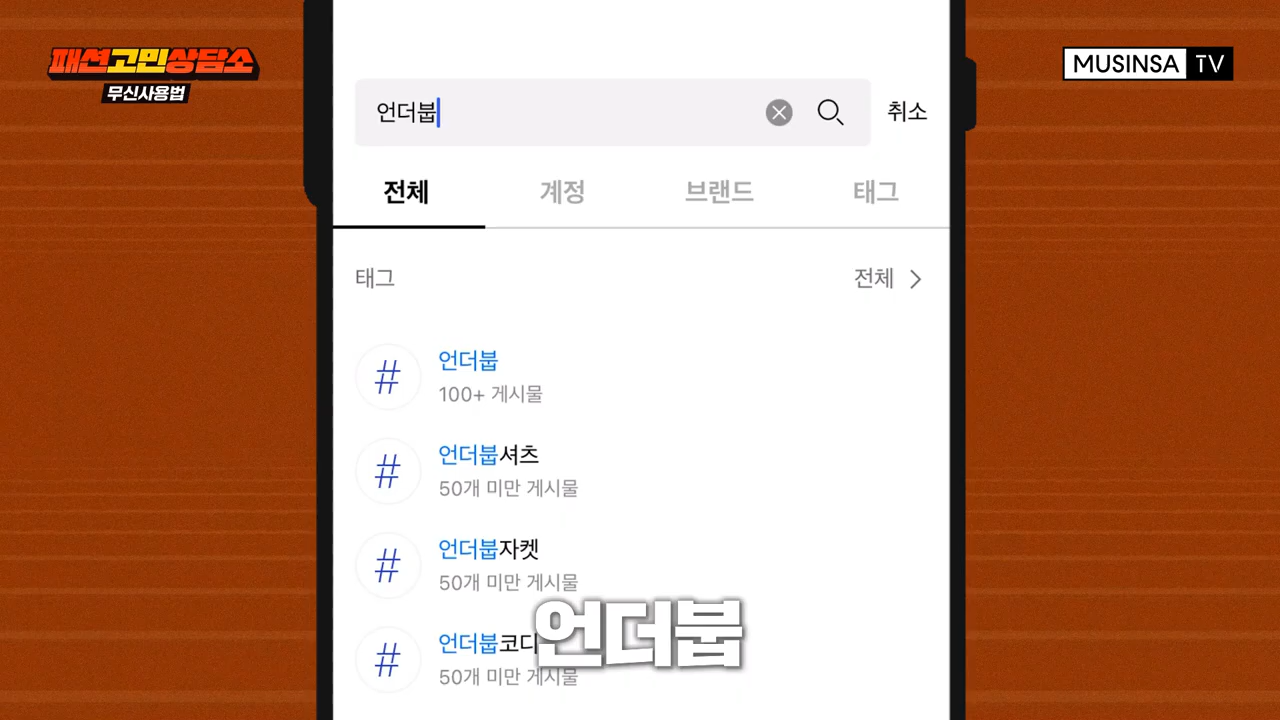 패션고민상담소
무신사용법
MUSINSA TV
언더붑
취소
전체
계정
브랜드
태그
태그
전체
#
언더붑
100+ 게시물
#
언더붑셔츠
50개 미만 게시물
#
언더붑자켓
50개 미만 게시물
#
언더붑코디
50개 미만 게시물
언더붑